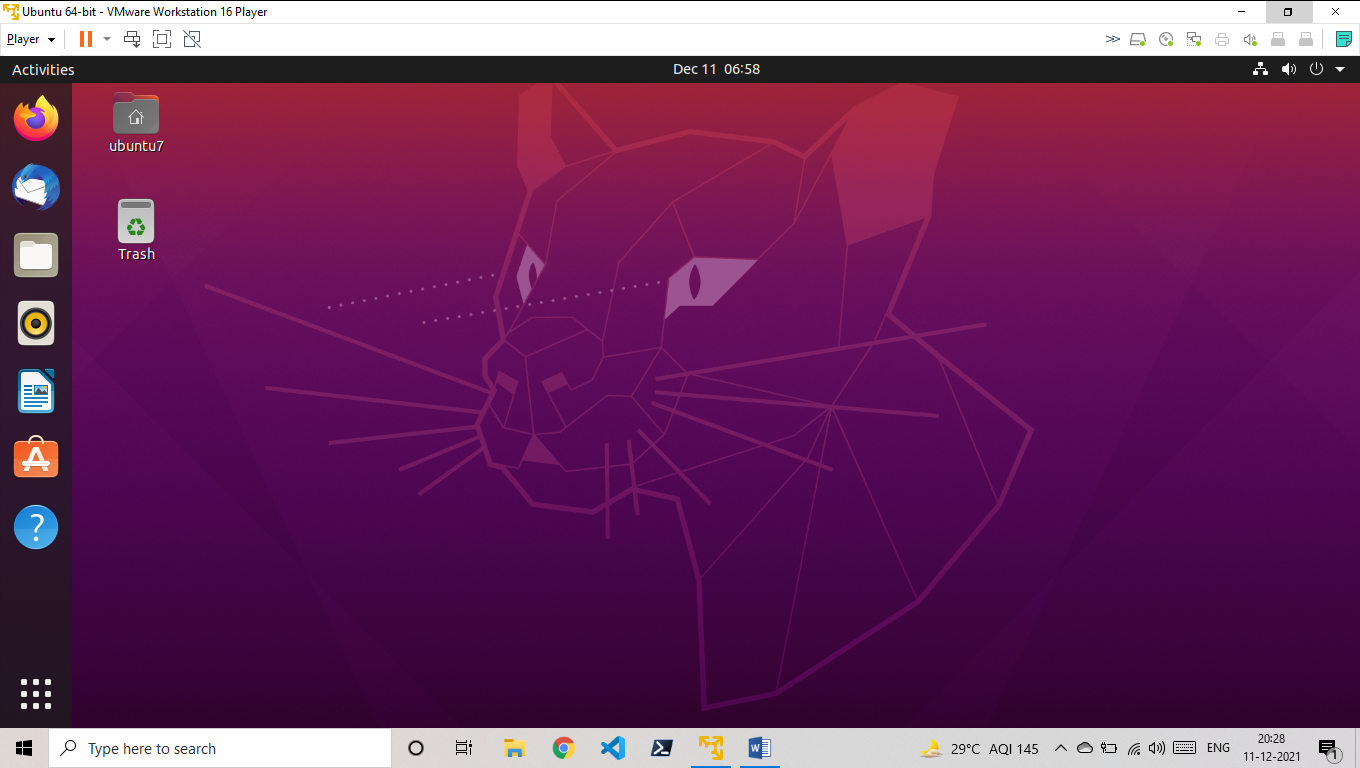 Ubuntu 64-bit - VMware Workstation 16 Player
Player
Activities
Dec 11 06:58
ubuntu7
Trash
Type here to search
29°C AQI 145
ENG
20:28
11-12-2021
1